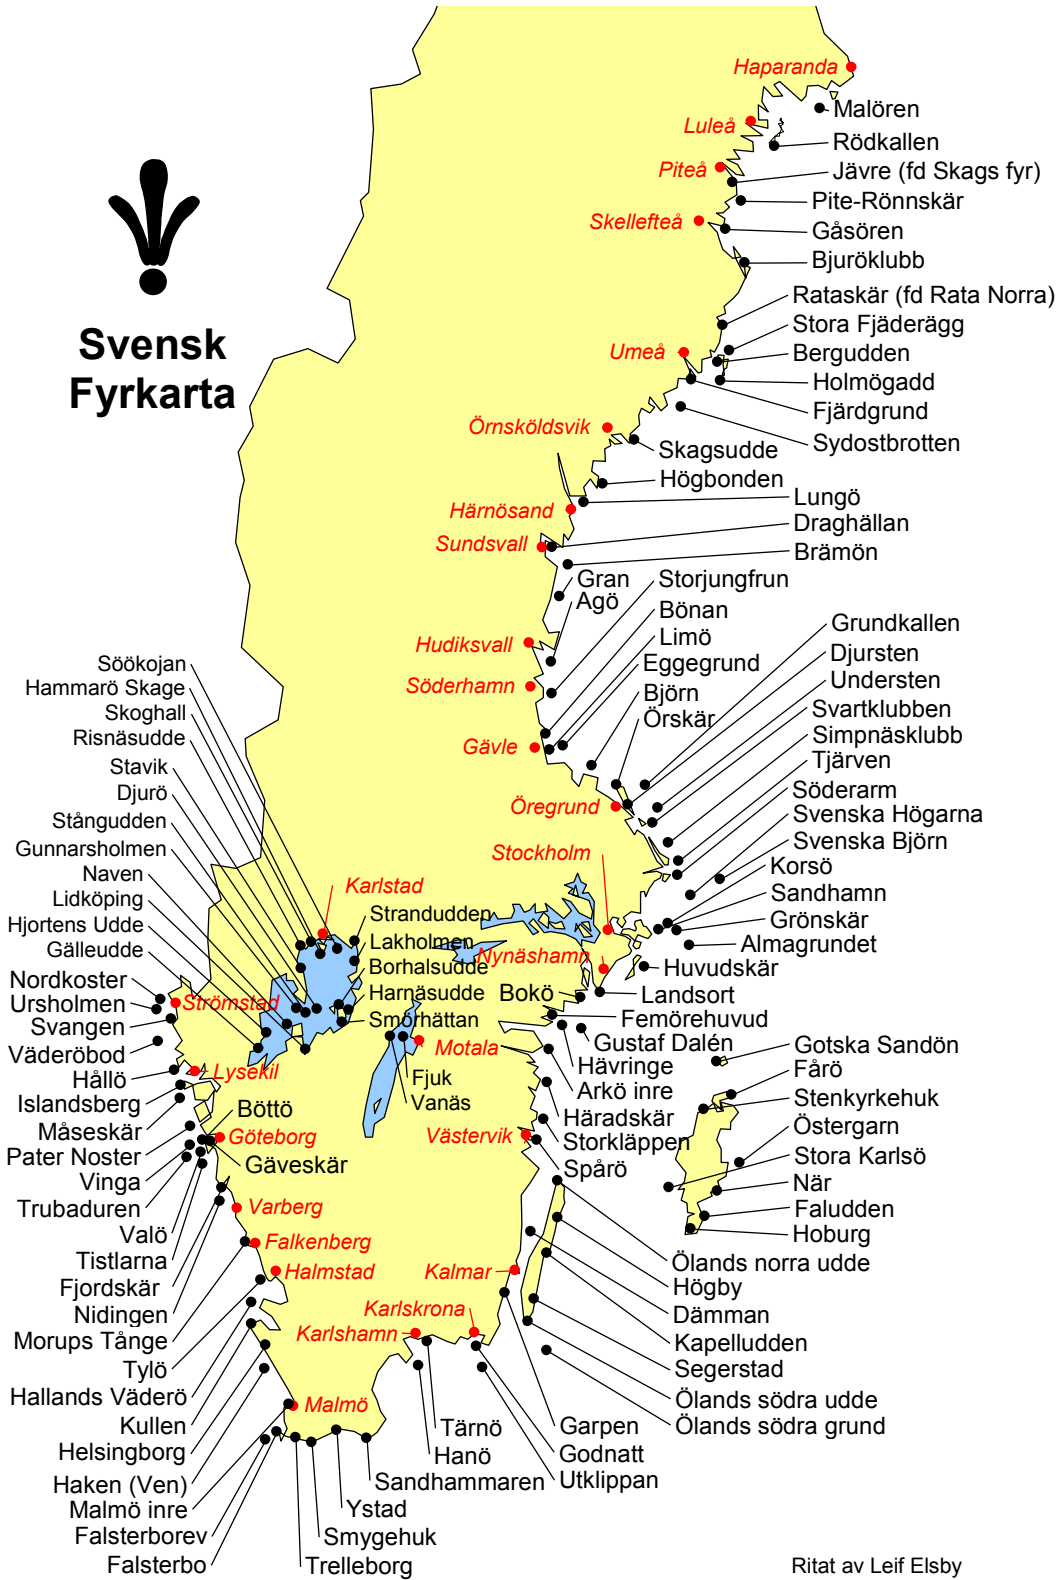 Svensk
Fyrkarta
Haparanda
Malören
Luleå
Rödkallen
Piteå
Jävre (fd Skags fyr)
Pite-Rönnskär
Skellefteå
Gåsören
Bjuröklubb
Rataskär (fd Rata Norra)
Stora Fjäderägg
Umeå
Bergudden
Holmögadd
Fjärdgrund
Örnsköldsvik
Sydostbrotten
Skagsudde
Högbonden
Lungö
Härnösand
Draghällan
Sundsvall
Brämön
Gran
Storjungfrun
Agö
Bönan
Limö
Grundkallen
Hudiksvall
Eggegrund
Djursten
Söderhamn
Björn
Understen
Örskär
Svartklubben
Gävle
Simpnäsklubb
Tjärven
Öregrund
Söderarm
Svenska Högarna
Svenska Björn
Stockholm
Korsö
Sandhamn
Grönskär
Almagrundet
Nynäshamn
Huvudskär
Bokö
Landsort
Femörehuvud
Gustaf Dalén
Hävringe
Arkö inre
Häradskär
Storkläppen
Västervik
Spårö
Gotska Sandön
Fårö
Stenkyrkehuk
Östergarn
Stora Karlsö
När
Faludden
Hoburg
Ölands norra udde
Högby
Dämman
Kapelludden
Segerstad
Ölands södra udde
Ölands södra grund
Kalmar
Karlskrona
Karlshamn
Garpen
Godnatt
Utklippan
Tärnö
Hanö
Sandhammaren
Ystad
Smygehuk
Trelleborg
Söökojan
Hammarö Skage
Skoghall
Risnäsudde
Stavik
Djurö
Stångudden
Gunnarsholmen
Naven
Lidköping
Hjortens Udde
Gälleudde
Karlstad
Strandudden
Lakholmen
Borhalsudde
Harnäsudde
Smörhättan
Motala
Fjuk
Vanäs
Nordkoster
Strömstad
Ursholmen
Svangen
Väderöbod
Hållö
Lysekil
Islandsberg
Måseskär
Böttö
Göteborg
Pater Noster
Gäveskär
Vinga
Trubaduren
Valö
Varberg
Tistlarna
Falkenberg
Fjordskär
Halmstad
Nidingen
Morups Tånge
Tylö
Hallands Väderö
Kullen
Malmö
Helsingborg
Haken (Ven)
Malmö inre
Falsterborev
Falsterbo
Ritat av Leif Elsby